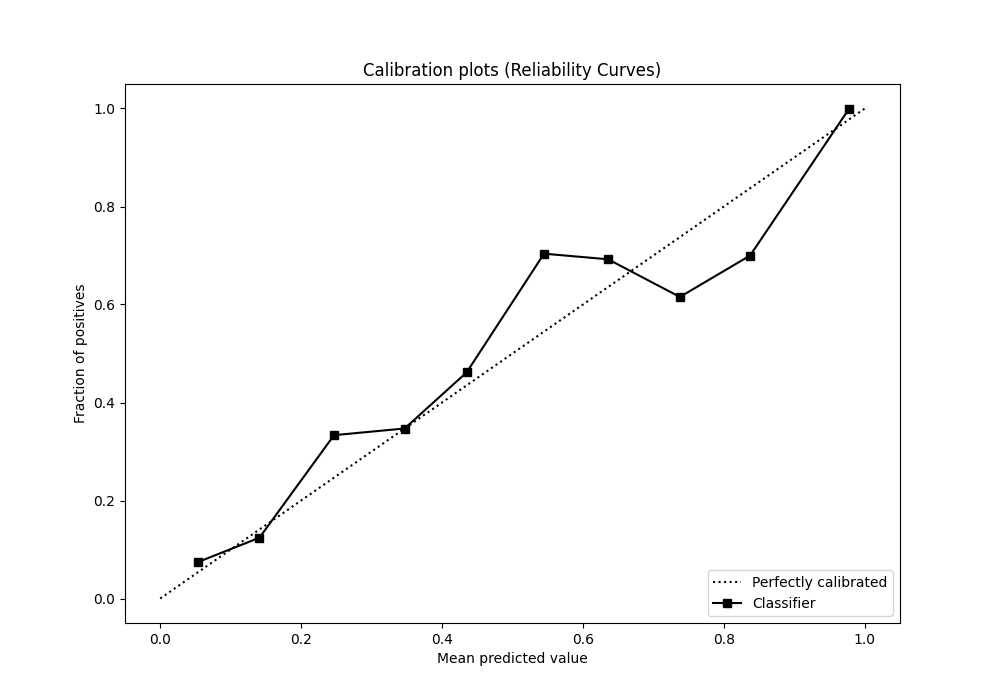 Calibration plots (Reliability Curves)
1.0
0.8
0.6
0.4
0.2
0.0
Fraction of positives
Perfectly calibrated
Classifier
0.0 0.2 0.4 0.6 0.8 1.0
Mean predicted value